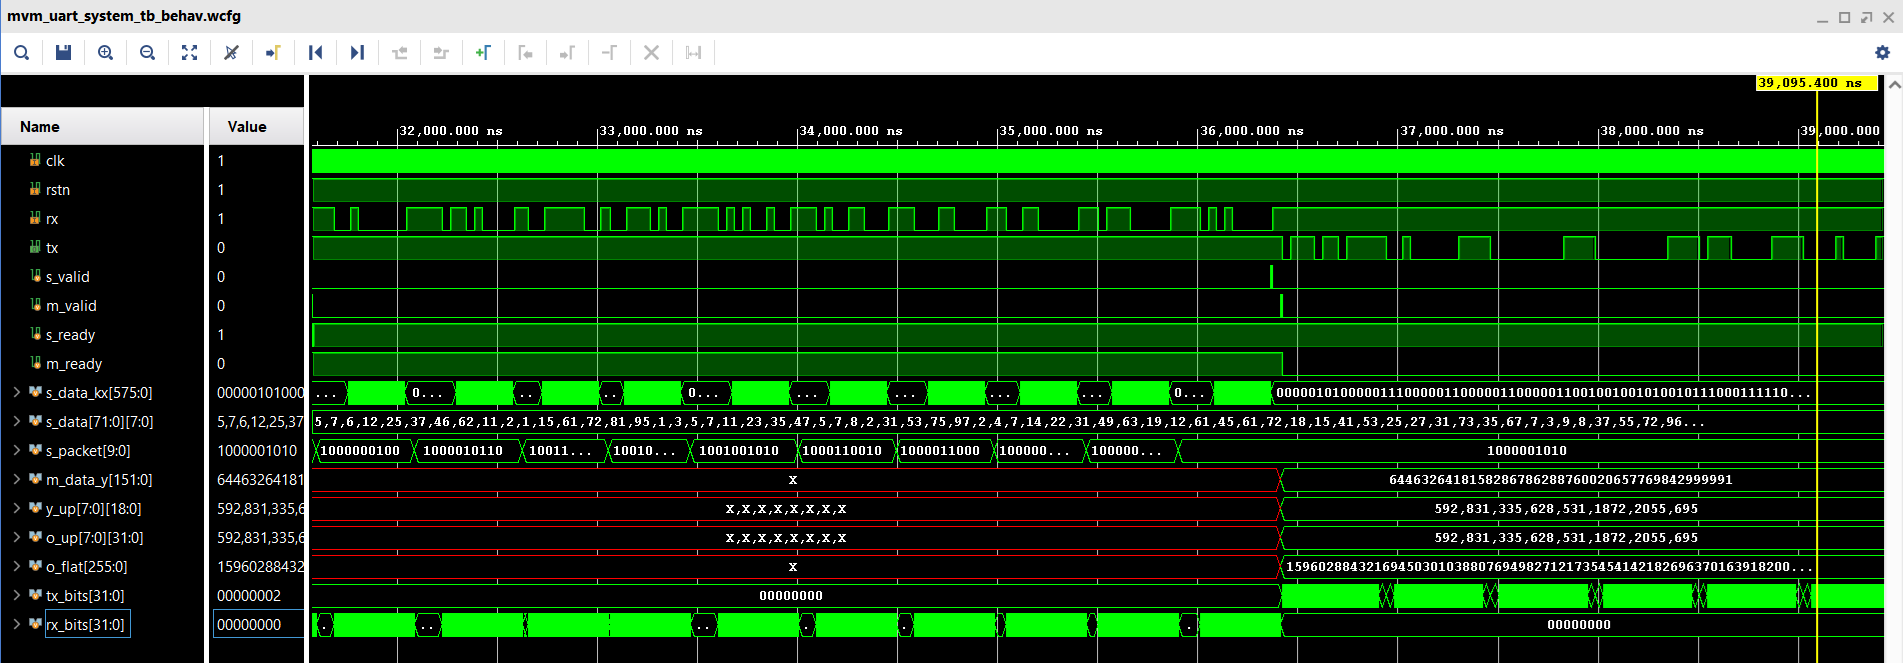 mvm_uart_system_tb_behav.wcfg
39,095.400 ns
Name Value
32,000.000 ns 33,000.000 ns 34,000.000 ns 35,000.000 ns 36,000.000 ns 37,000.000 ns 38,000.000 ns 39,000.000
clk 1
rstn 1
rx 1
tx 0
s_valid 0
m_valid 0
s_ready 1
m_ready 0
s_data_kx[575:0] 00000101000 ... 0... .. .. 0... ... ... ... ... 0... 
s_data[71:0][7:0] 5,7,6,12,25,37 5,7,6,12,25,37,46,62,11,2,1,15,61,72,81,95,1,3,5,7,11,23,35,47,5,7,8,2,31,53,75,97,2,4,7,14,22,31,49,63,19,12,61,45,61,72,18,15,41,53,25,27,31,73,35,67,7,3,9,8,37,55,72,96...
s_packet[9:0] 1000001010 1000000100 1000010110 10011... 10010... 1001001010 1000110010 1000011000 100000... 100000... 1000001010
m_data_y[151:0] 64463264181 X 6446326418158286786288760020657769842999991
y_up[7:0][18:0] 592,831,335,6 X,X,X,X,X,X,X,X 592,831,335,628,531,1872,2055,695
o_up[7:0][31:0] 592,831,335,6 X,X,X,X,X,X,X,X 592,831,335,628,531,1872,2055,695
o_flat[255:0] 15960288432 X 15960288432169450301038807694982712173545414218269637016391820​0...
tx_bits[31:0] 00000002 00000000
rx_bits[31:0] 00000000 . .. .. . . . . 00000000